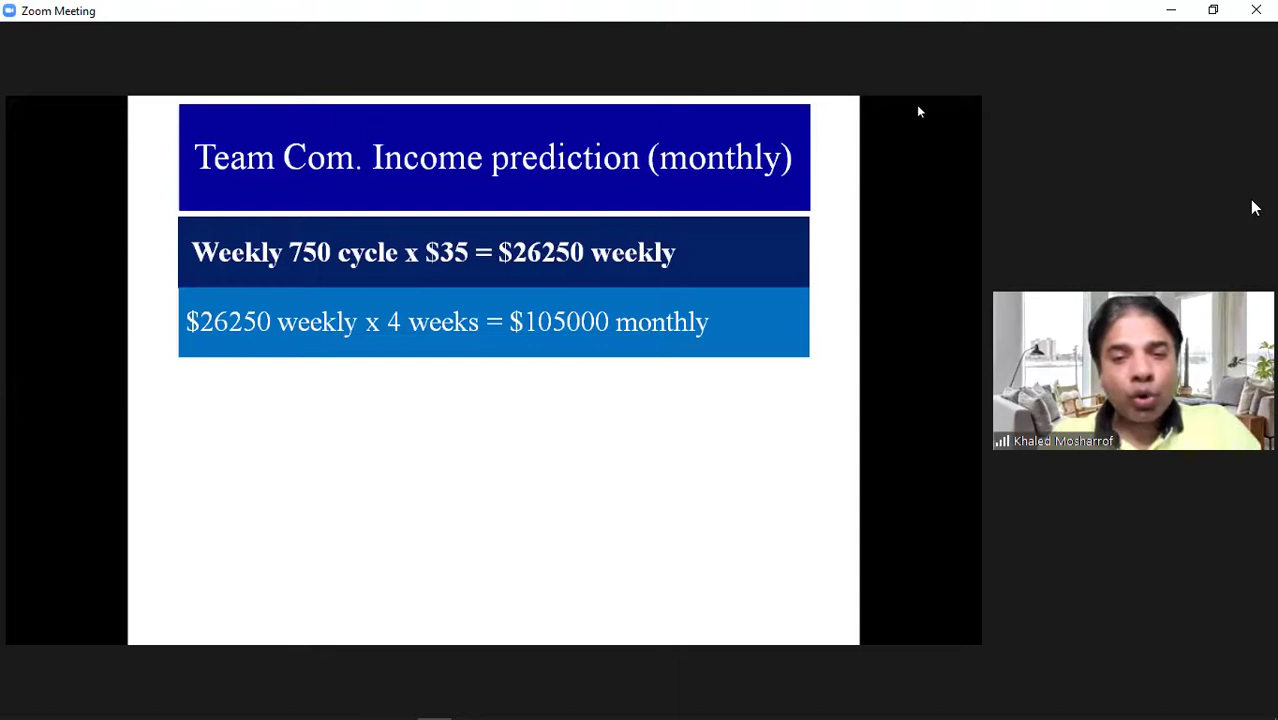 Zoom Meeting
Team Com. Income prediction (monthly)
Weekly 750 cycle x $35 = $26250 weekly
$26250 weekly x 4 weeks = $105000 monthly
Khaled Mosharrof